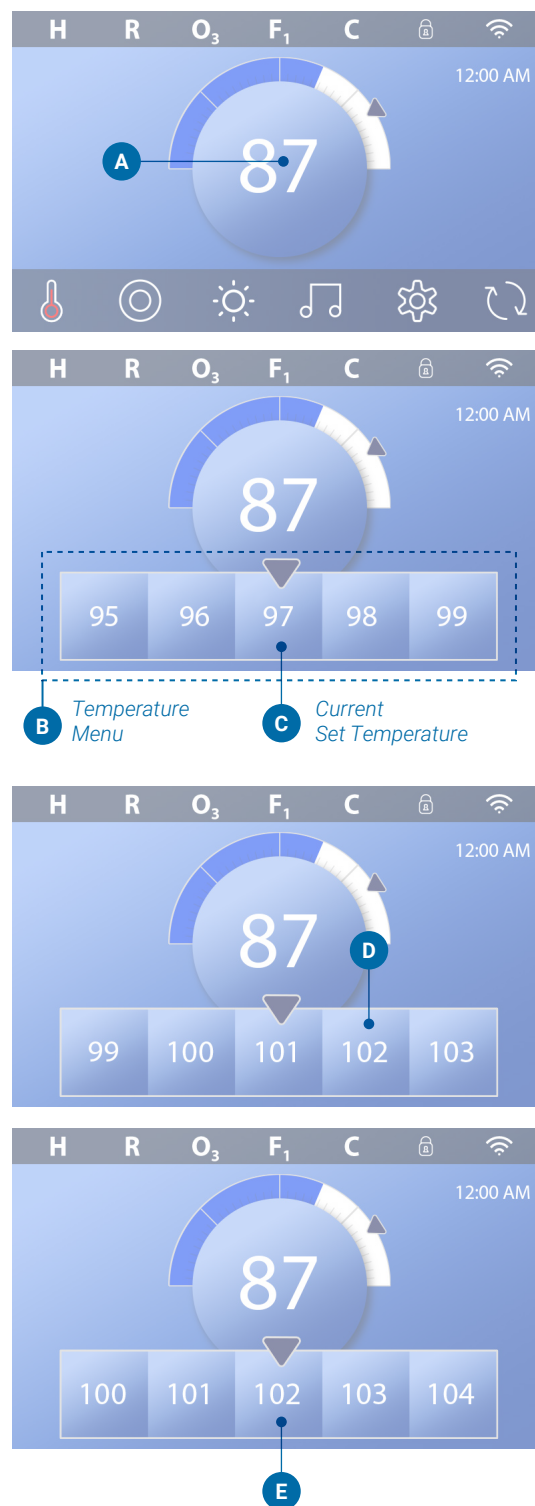 H R O3 F1 C
12:00 AM
A
87
H R O3 F1 C
12:00 AM
87
95 96 97 98 99
B Temperature
Menu
C Current
Set Temperature
H R O3 F1 C
12:00 AM
87
D
99 100 101 102 103
H R O3 F1 C
12:00 AM
87
100 101 102 103 104
E